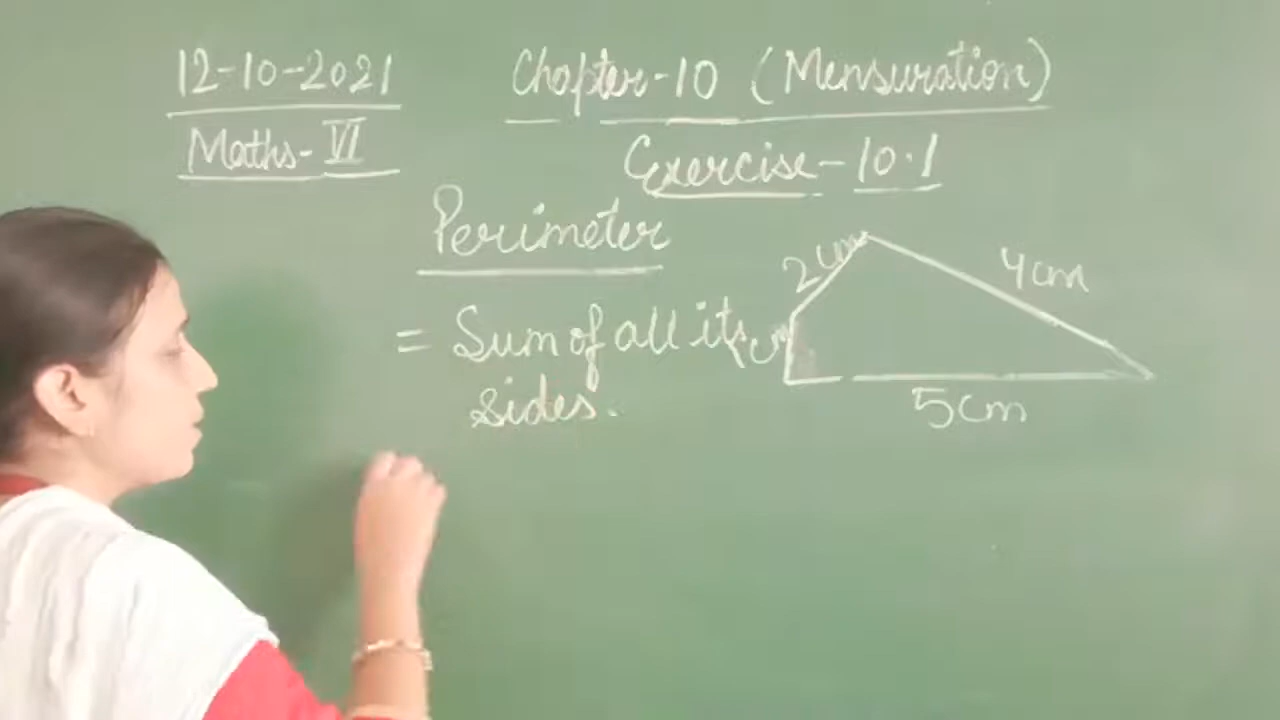 12-10-2021
Maths-VI
Chapter-10 (Mensuration)
Exercise-10.1
Perimeter
= Sum of all its
sides.
2cm
4cm
5cm